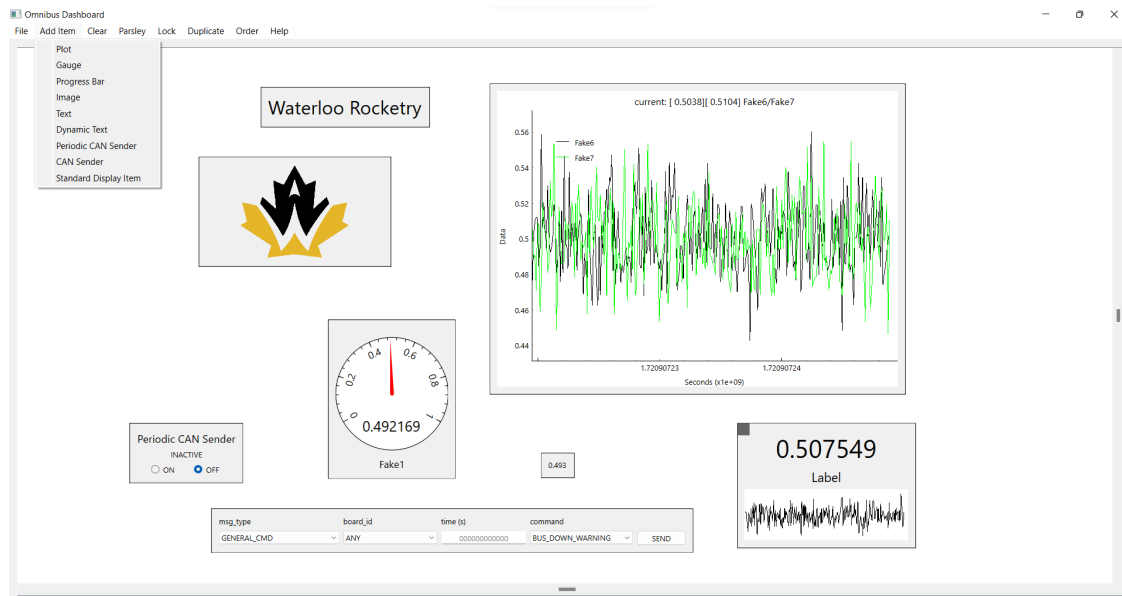 Omnibus Dashboard
File Add Item Clear Parsley Lock Duplicate Order Help
Plot
Gauge
Progress Bar
Image
Text
Dynamic Text
Periodic CAN Sender
CAN Sender
Standard Display Item
Waterloo Rocketry
current: [ 0.5038][ 0.5104] Fake6/Fake7
Fake6
Fake7
0.56
0.54
0.52
0.5
0.48
0.46
0.44
Data
1.72090723 1.72090724
Seconds (x1e+09)
0 0.2 0.4 0.6 0.8 1
0.492169
Fake1
Periodic CAN Sender
INACTIVE
ON OFF
0.493
0.507549
Label
msg_type board_id time (s) command
GENERAL_CMD ANY 000000000000 BUS_DOWN_WARNING SEND